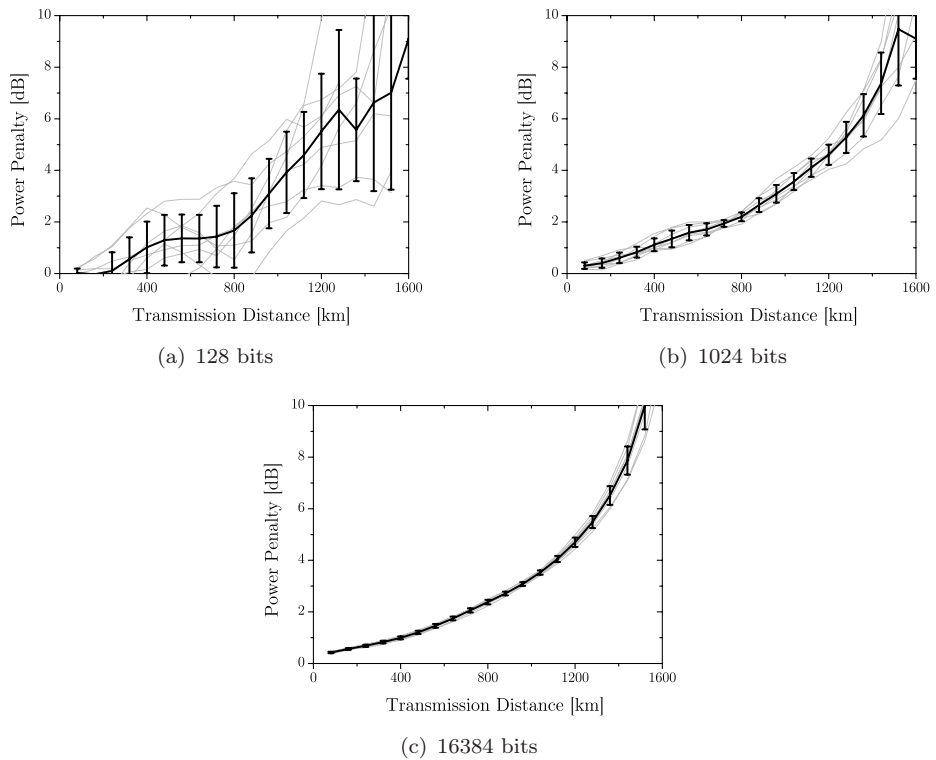 10
8
6
4
2
0
Power Penalty [dB]
0 400 800 1200 1600
Transmission Distance [km]
(a) 128 bits
10
8
6
4
2
0
Power Penalty [dB]
0 400 800 1200 1600
Transmission Distance [km]
(b) 1024 bits
10
8
6
4
2
0
Power Penalty [dB]
0 400 800 1200 1600
Transmission Distance [km]
(c) 16384 bits